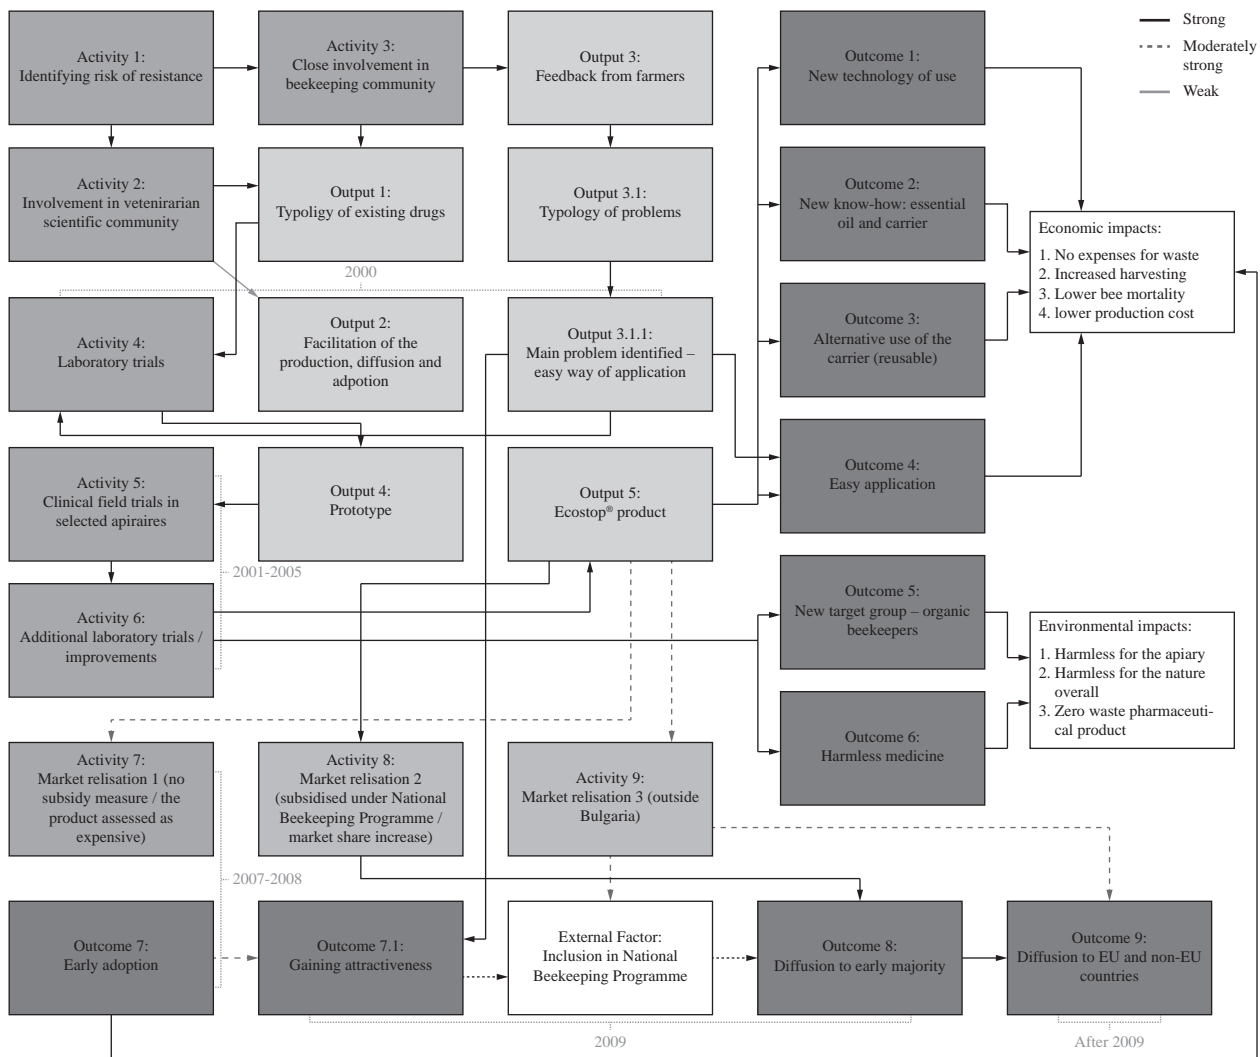 Activity 1:
Identifying risk of resistance
Activity 3:
Close involvement in
beekeeping community
Output 3:
Feedback from farmers
Outcome 1:
New technology of use
Strong
Moderately
strong
Weak
Activity 2:
Involvement in vetenirarian
scientific community
Output 1:
Typoligy of existing drugs
Output 3.1:
Typology of problems
Outcome 2:
New know-how: essential
oil and carrier
Economic impacts:
1. No expenses for waste
2. Increased harvesting
3. Lower bee mortality
4. lower production cost
2000
Activity 4:
Laboratory trials
Output 2:
Facilitation of the
production, diffusion and
adpotion
Output 3.1.1:
Main problem identified –
easy way of application
Outcome 3:
Alternative use of the
carrier (reusable)
Activity 5:
Clinical field trials in
selected apiraires
Output 4:
Prototype
Output 5:
Ecostop® product
Outcome 4:
Easy application
2001-2005
Activity 6:
Additional laboratory trials /
improvements
Outcome 5:
New target group – organic
beekeepers
Environmental impacts:
1. Harmless for the apiary
2. Harmless for the nature
overall
3. Zero waste pharmaceuti-
cal product
Outcome 6:
Harmless medicine
Activity 7:
Market relisation 1 (no
subsidy measure / the
product assessed as
expensive)
Activity 8:
Market relisation 2
(subsidised under National
Beekeeping Programme /
market share increase)
Activity 9:
Market relisation 3 (outside
Bulgaria)
2007-2008
Outcome 7:
Early adoption
Outcome 7.1:
Gaining attractiveness
External Factor:
Inclusion in National
Beekeeping Programme
Outcome 8:
Diffusion to early majority
Outcome 9:
Diffusion to EU and non-EU
countries
2009
After 2009